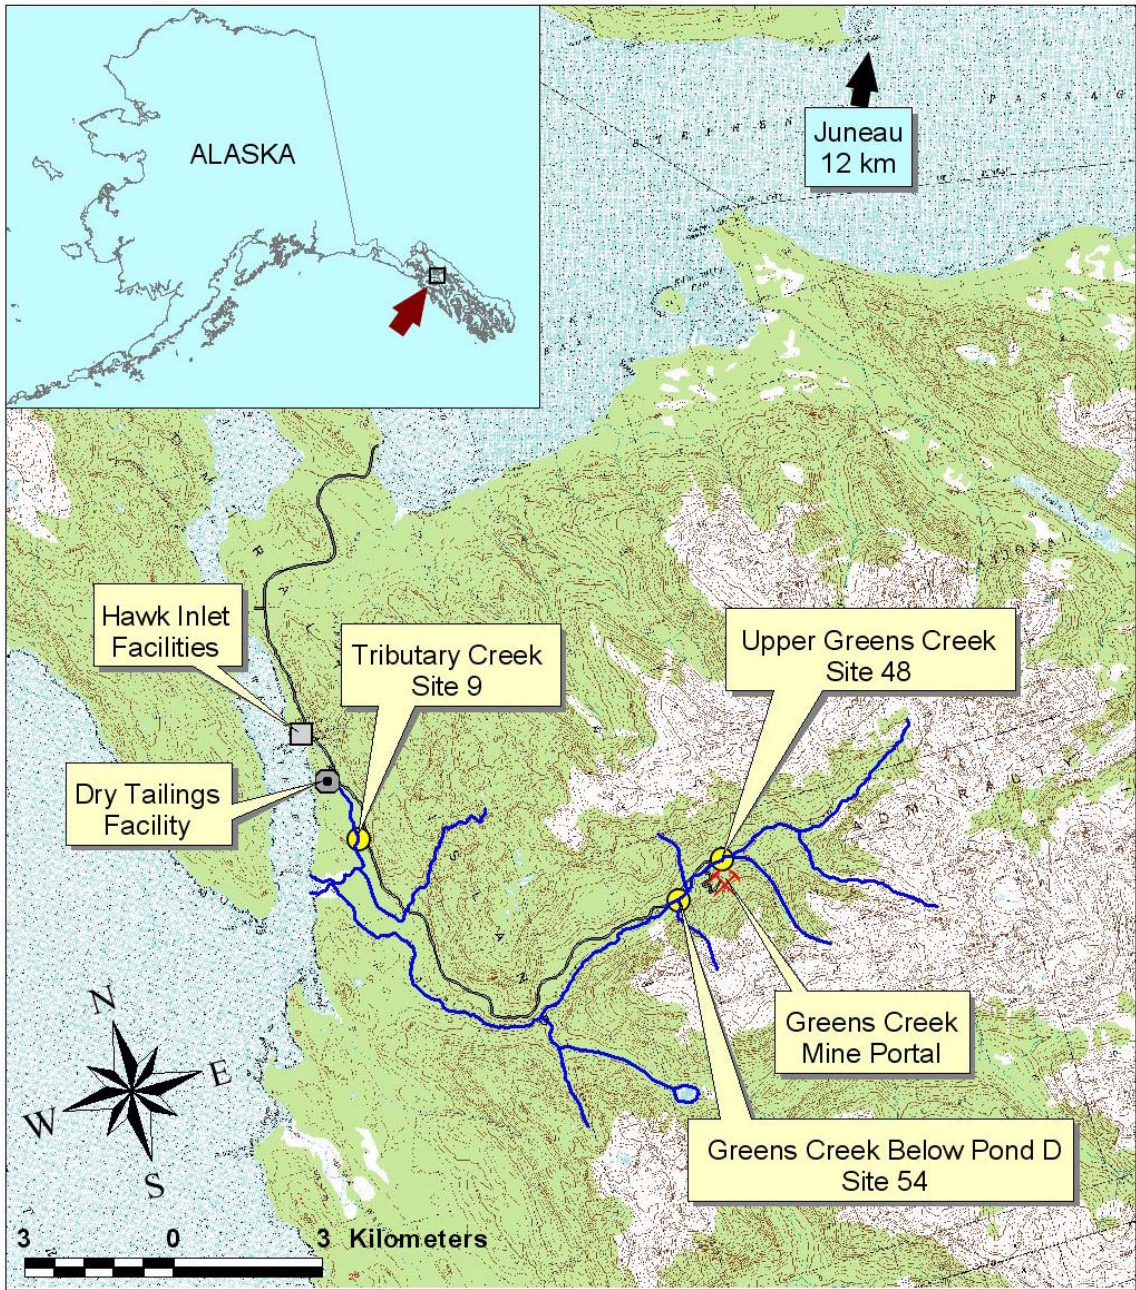 ALASKA
Juneau
12 km
Hawk Inlet
Facilities
Tributary Creek
Site 9
Upper Greens Creek
Site 48
Dry Tailings
Facility
Greens Creek
Mine Portal
Greens Creek Below Pond D
Site 54
N
E
W
S
3 0 3 Kilometers